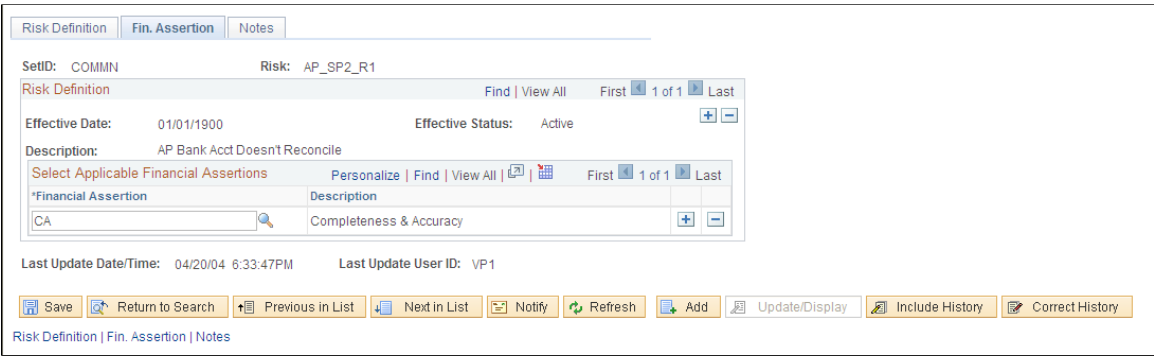 Risk Definition Fin. Assertion Notes
SetID: COMMN Risk: AP_SP2_R1
Risk Definition Find | View All First 1 of 1 Last
Effective Date: 01/01/1900 Effective Status: Active
Description: AP Bank Acct Doesn't Reconcile
Select Applicable Financial Assertions Personalize | Find | View All | | First 1 of 1 Last
*Financial Assertion Description
CA Completeness & Accuracy
Last Update Date/Time: 04/20/04 6:33:47PM Last Update User ID: VP1
Save Return to Search Previous in List Next in List Notify Refresh Add Update/Display Include History Correct History
Risk Definition | Fin. Assertion | Notes